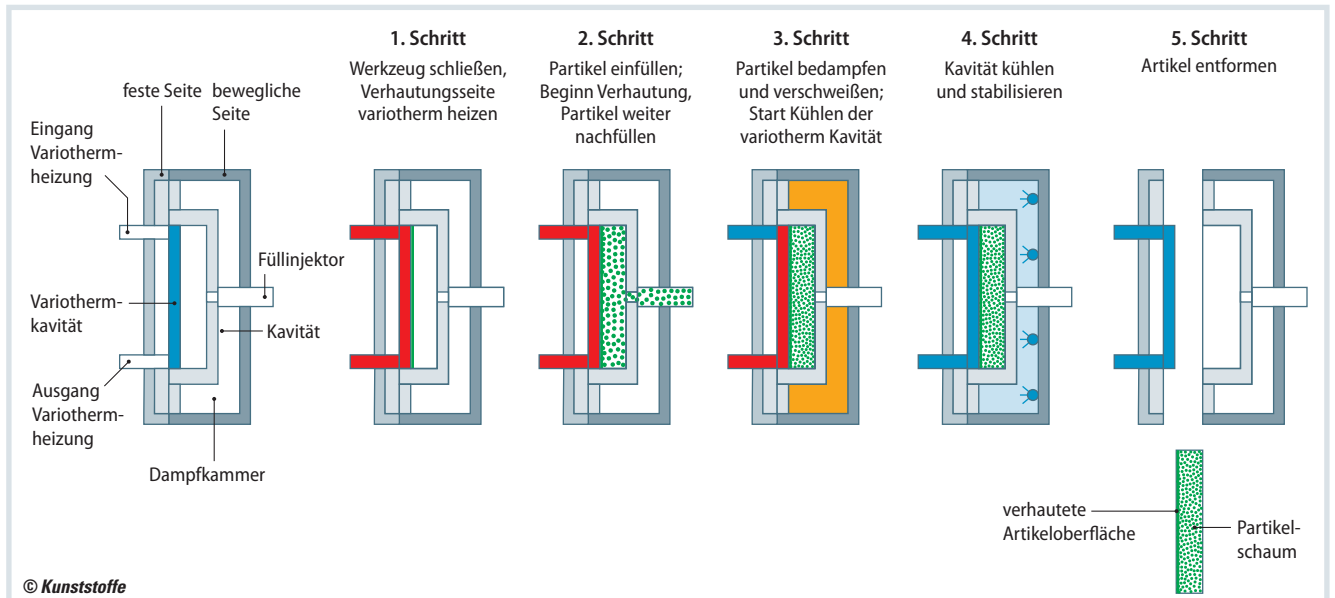 1. Schritt
Werkzeug schließen,
Verhautungsseite
variotherm heizen
2. Schritt
Partikel einfüllen;
Beginn Verhautung,
Partikel weiter
nachfüllen
3. Schritt
Partikel bedampfen
und verschweißen;
Start Kühlen der
variotherm Kavität
4. Schritt
Kavität kühlen
und stabilisieren
5. Schritt
Artikel entformen
feste Seite
bewegliche
Seite
Eingang
Variotherm-
heizung
Füllinjektor
Variotherm-
kavität
Kavität
Ausgang
Variotherm-
heizung
Dampfkammer
verhautete
Artikeloberfläche
Partikel-
schaum
© Kunststoffe